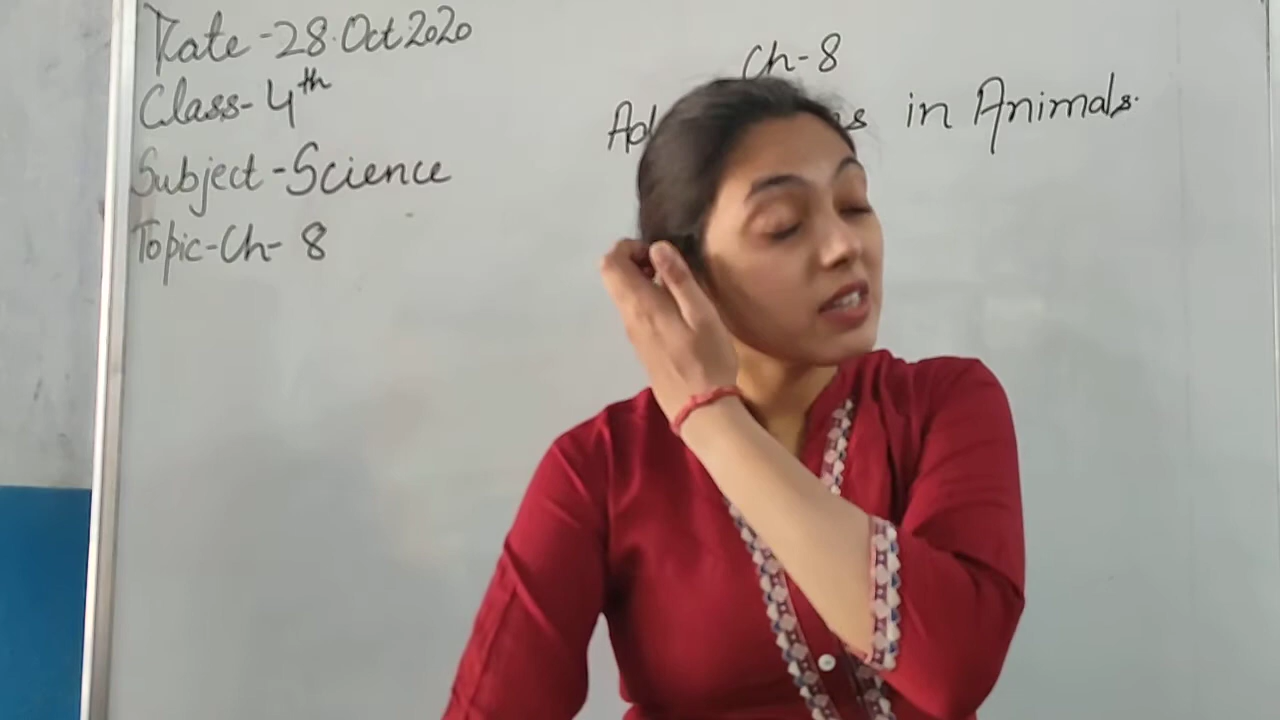 Date - 28. Oct 2020
Class - 4th
Subject - Science
Topic - Ch - 8
Ch - 8
in Animals.